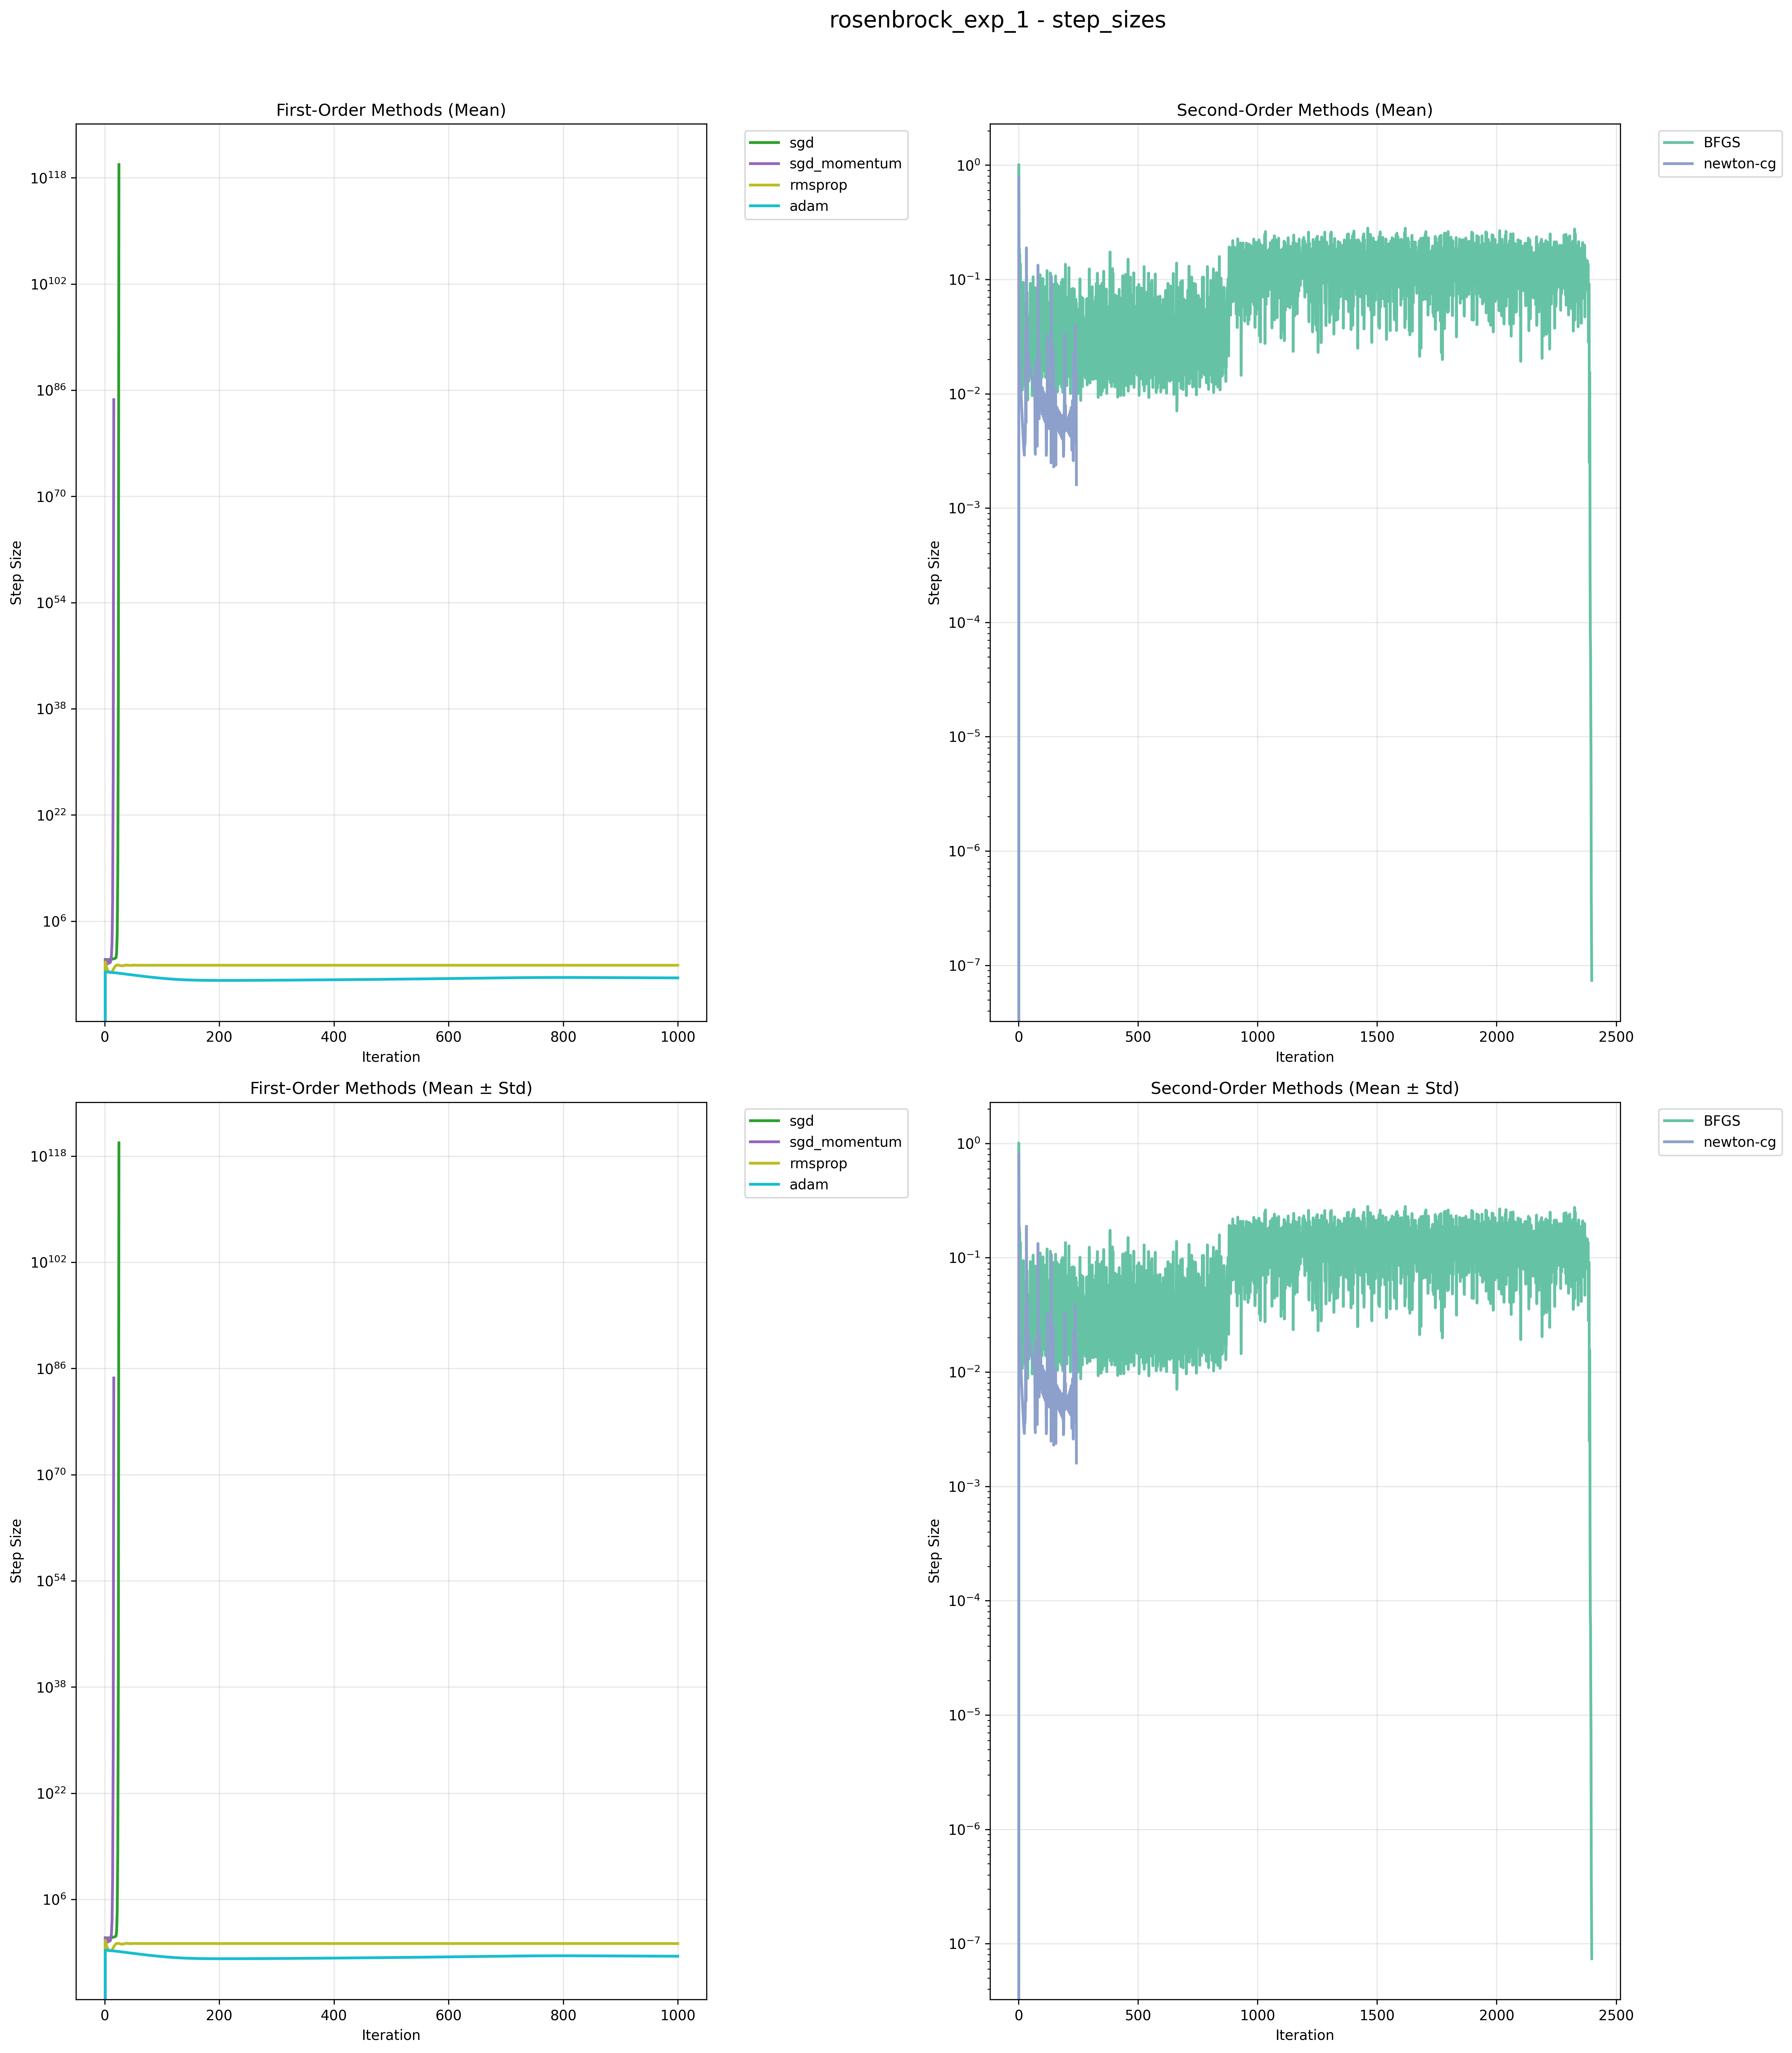 rosenbrock_exp_1 - step_sizes
First-Order Methods (Mean)
Step Size
10^118
10^102
10^86
10^70
10^54
10^38
10^22
10^6
0 200 400 600 800 1000
Iteration
sgd
sgd_momentum
rmsprop
adam
Second-Order Methods (Mean)
Step Size
10^0
10^−1
10^−2
10^−3
10^−4
10^−5
10^−6
10^−7
0 500 1000 1500 2000 2500
Iteration
BFGS
newton-cg
First-Order Methods (Mean ± Std)
Step Size
10^118
10^102
10^86
10^70
10^54
10^38
10^22
10^6
0 200 400 600 800 1000
Iteration
sgd
sgd_momentum
rmsprop
adam
Second-Order Methods (Mean ± Std)
Step Size
10^0
10^−1
10^−2
10^−3
10^−4
10^−5
10^−6
10^−7
0 500 1000 1500 2000 2500
Iteration
BFGS
newton-cg